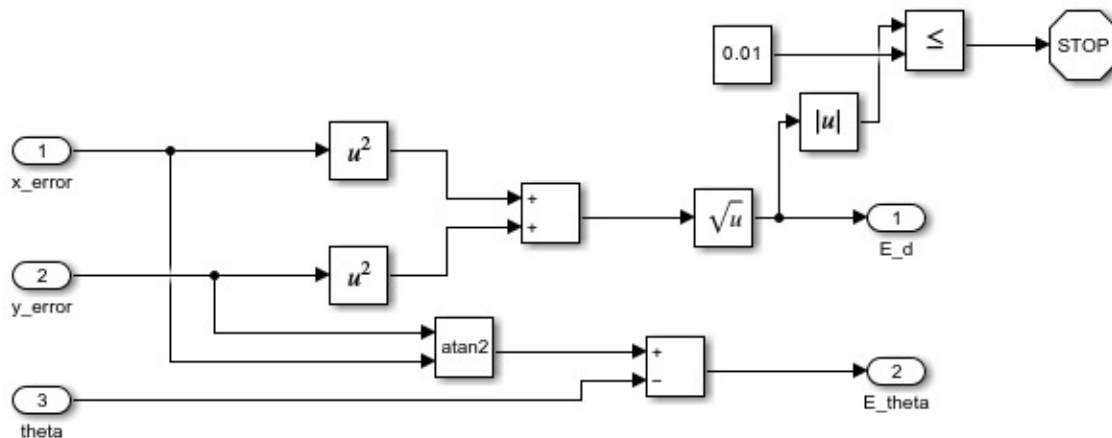 0.01
≤
STOP
|u|
1
x_error
u²
+
+
√u
1
E_d
2
y_error
u²
atan2
+
−
2
E_theta
3
theta